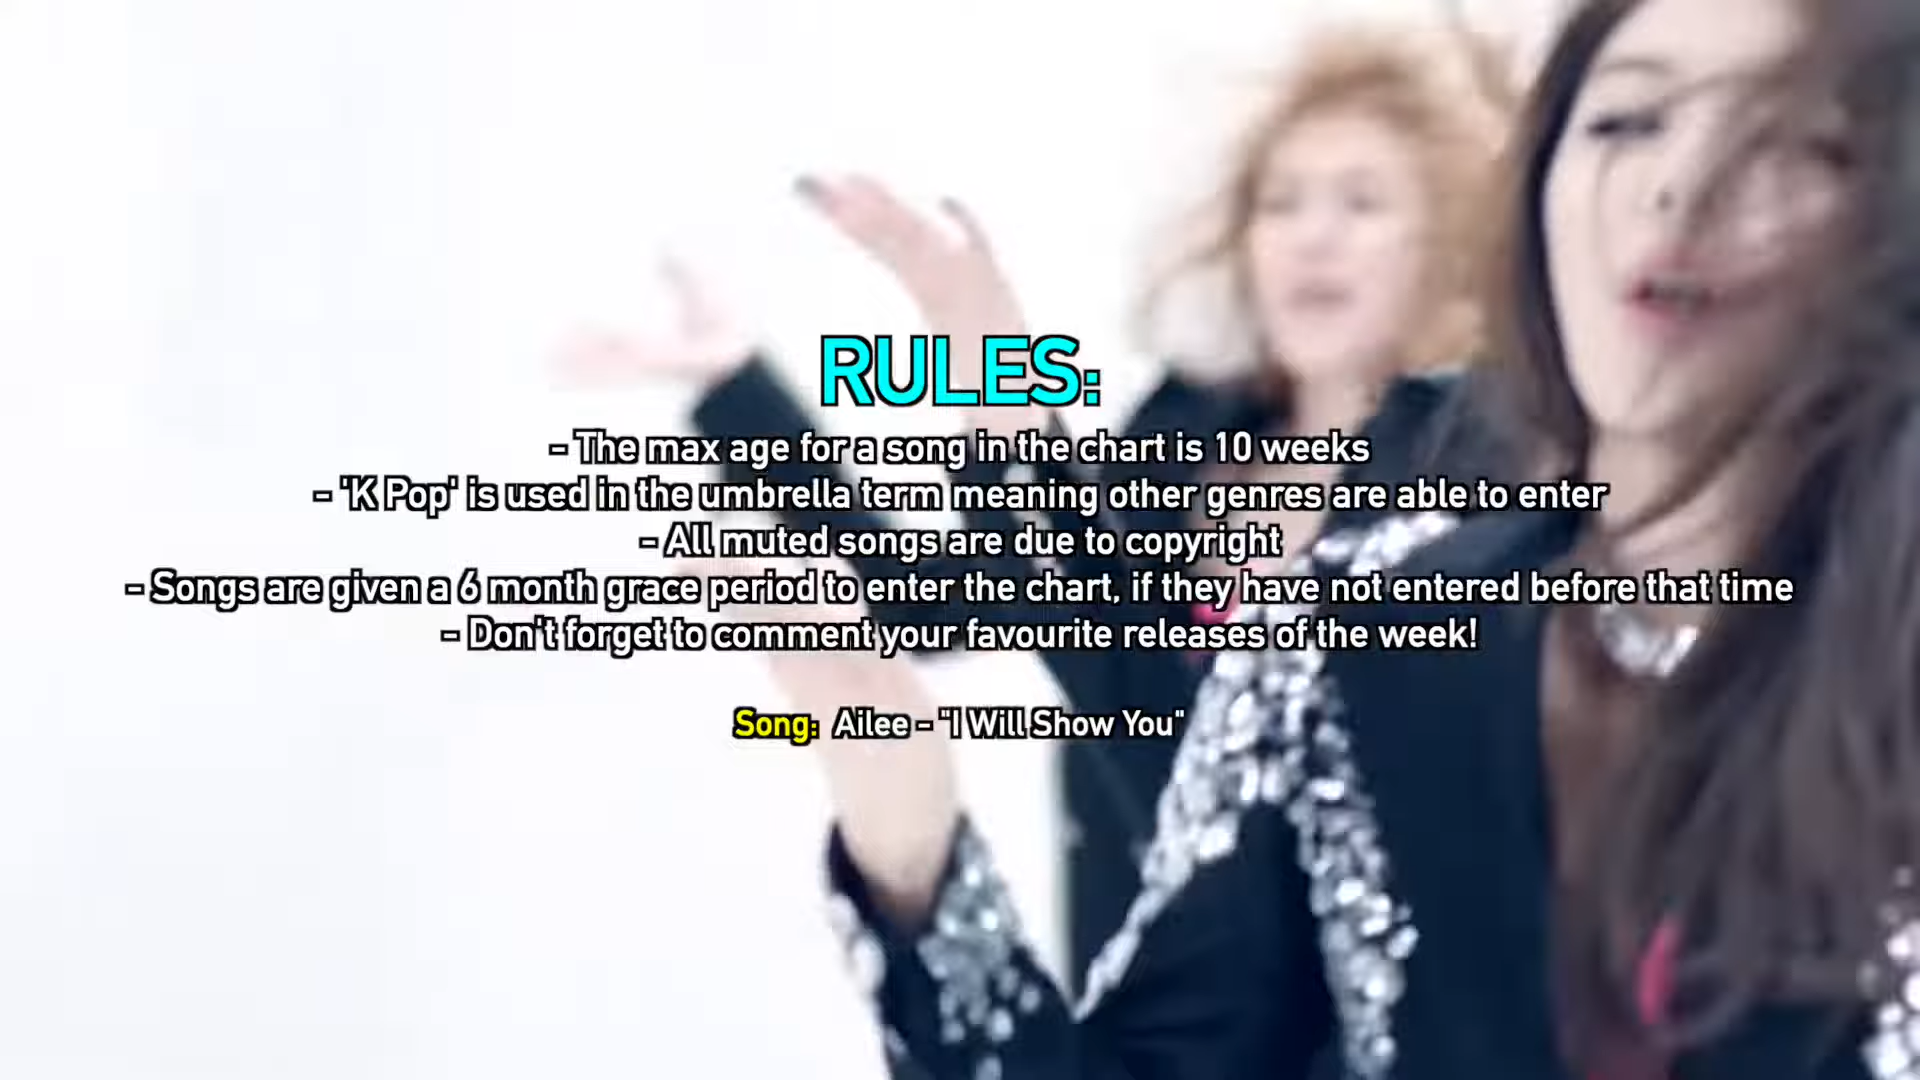 RULES:
- The max age for a song in the chart is 10 weeks
- 'K Pop' is used in the umbrella term meaning other genres are able to enter
- All muted songs are due to copyright
- Songs are given a 6 month grace period to enter the chart, if they have not entered before that time
- Don't forget to comment your favourite releases of the week!
Song: Ailee - "I Will Show You"